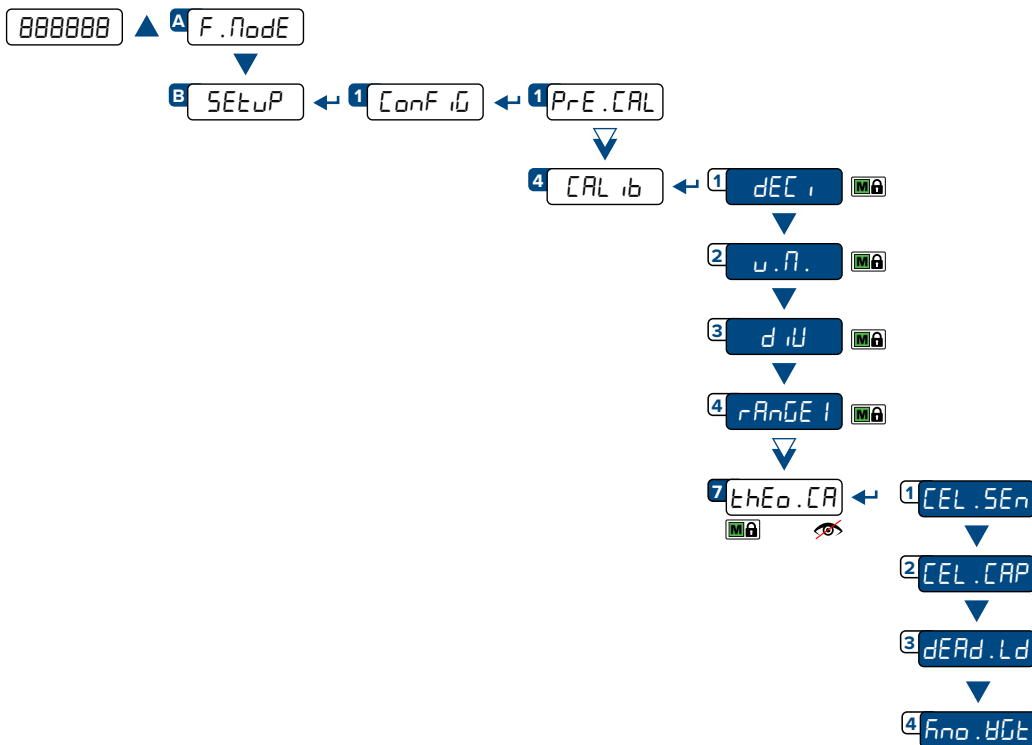 888888 A F.ModE
B SEtuP 1 ConFiG 1 PrE.CAL
4 CALib 1 dECi M
2 u.M. M
3 diU M
4 rAnGE1 M
7 thEo.CA 1 CEL.SEn
M
2 CEL.CAP
3 dEAd.Ld
4 kno.WGt